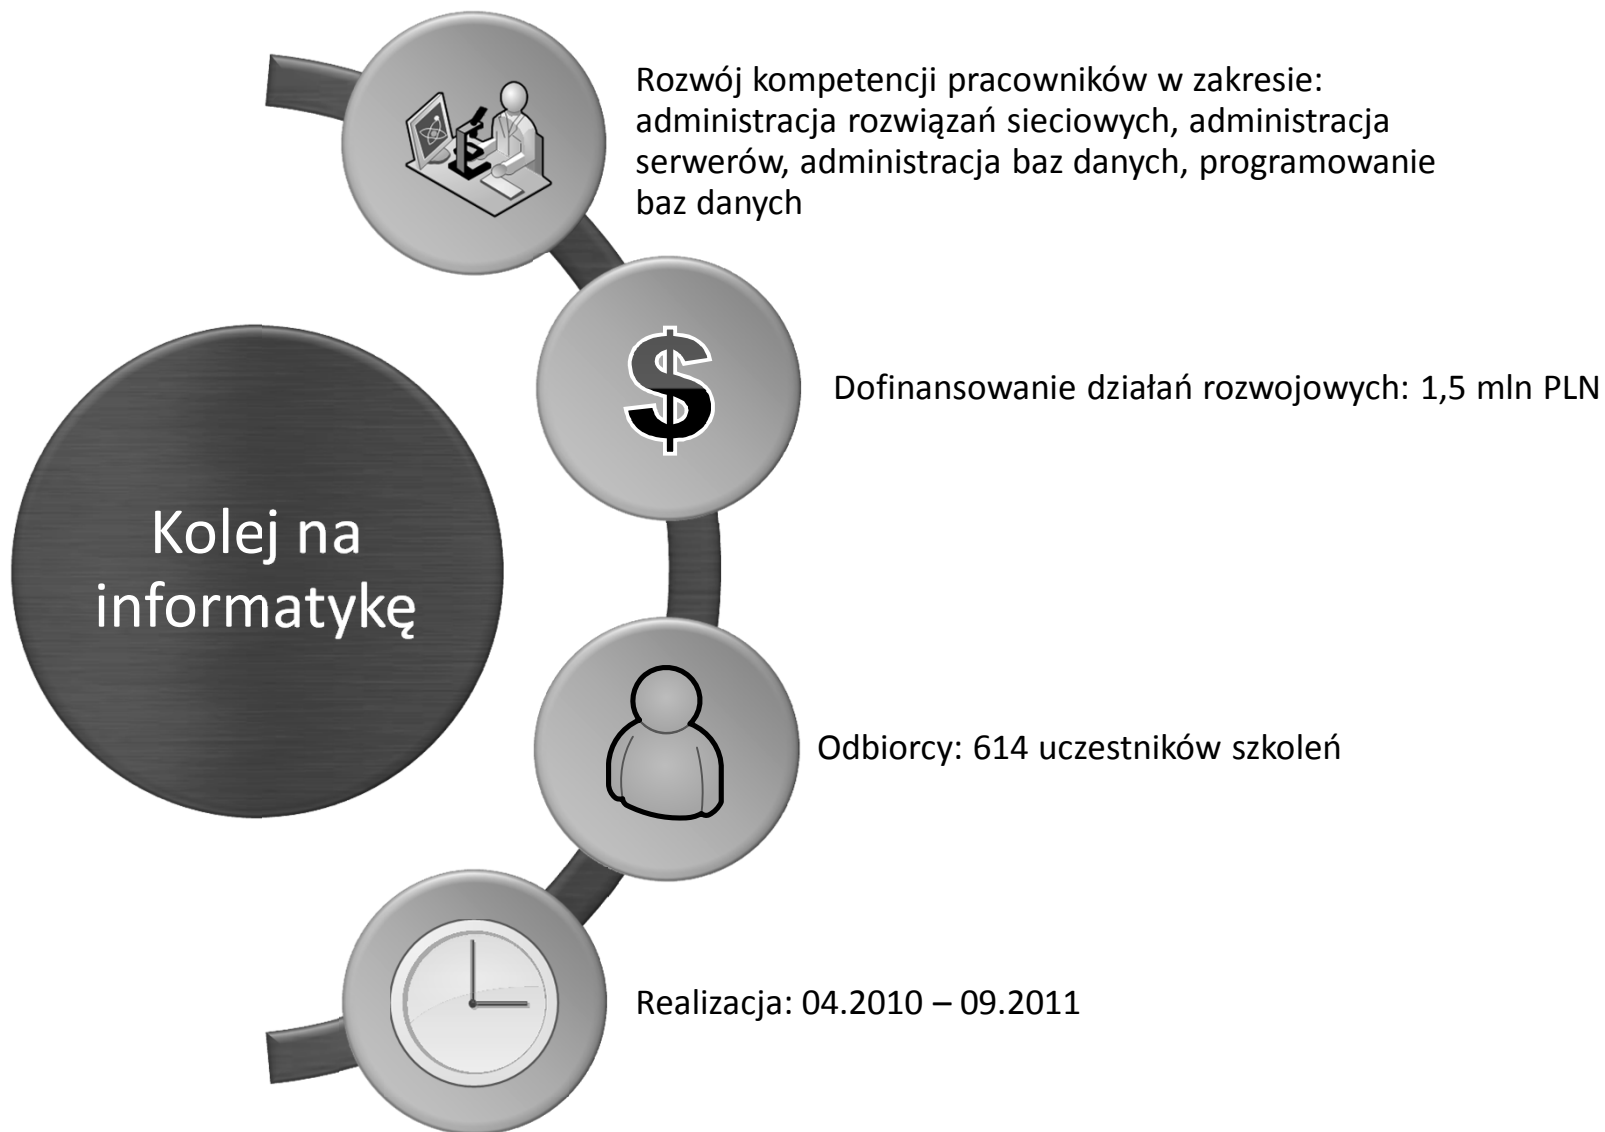 Rozwój kompetencji pracowników w zakresie:
administracja rozwiązań sieciowych, administracja
serwerów, administracja baz danych, programowanie
baz danych
Dofinansowanie działań rozwojowych: 1,5 mln PLN
Kolej na
informatykę
Odbiorcy: 614 uczestników szkoleń
Realizacja: 04.2010 – 09.2011